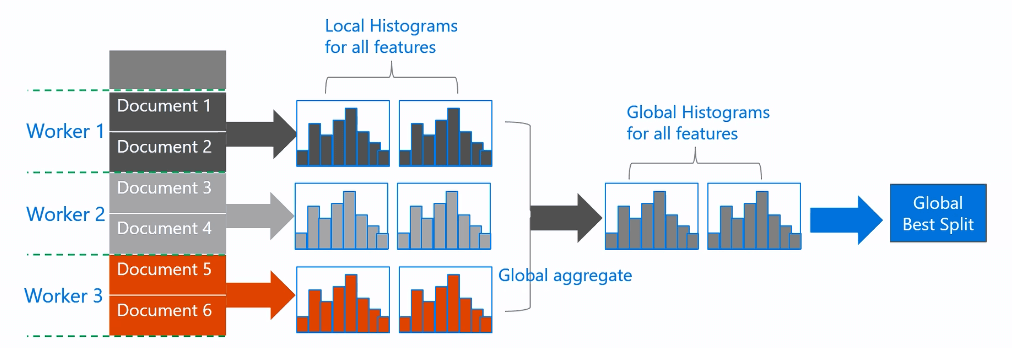 Local Histograms
for all features
Worker 1
Document 1
Document 2
Global Histograms
for all features
Worker 2
Document 3
Document 4
Global
Best Split
Worker 3
Document 5
Document 6
Global aggregate